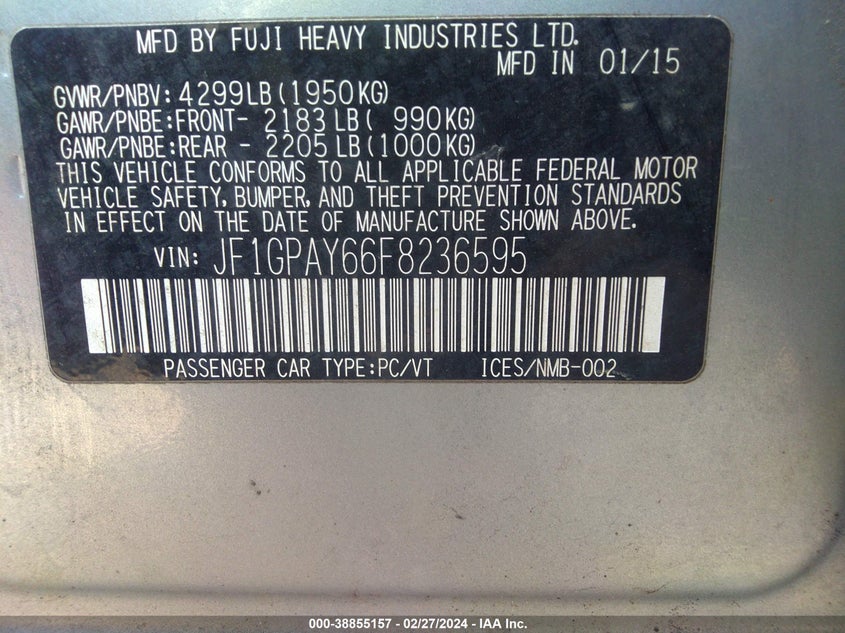 MFD BY FUJI HEAVY INDUSTRIES LTD.
MFD IN 01/15
GVWR/PNBV: 4299LB(1950KG)
GAWR/PNBE:FRONT- 2183LB( 990KG)
GAWR/PNBE:REAR - 2205LB(1000KG)
THIS VEHICLE CONFORMS TO ALL APPLICABLE FEDERAL MOTOR
VEHICLE SAFETY, BUMPER, AND THEFT PREVENTION STANDARDS
IN EFFECT ON THE DATE OF MANUFACTURE SHOWN ABOVE.
VIN: JF1GPAY66F8236595
PASSENGER CAR TYPE:PC/VT ICES/NMB-002
000-38855157 - 02/27/2024 - IAA Inc.